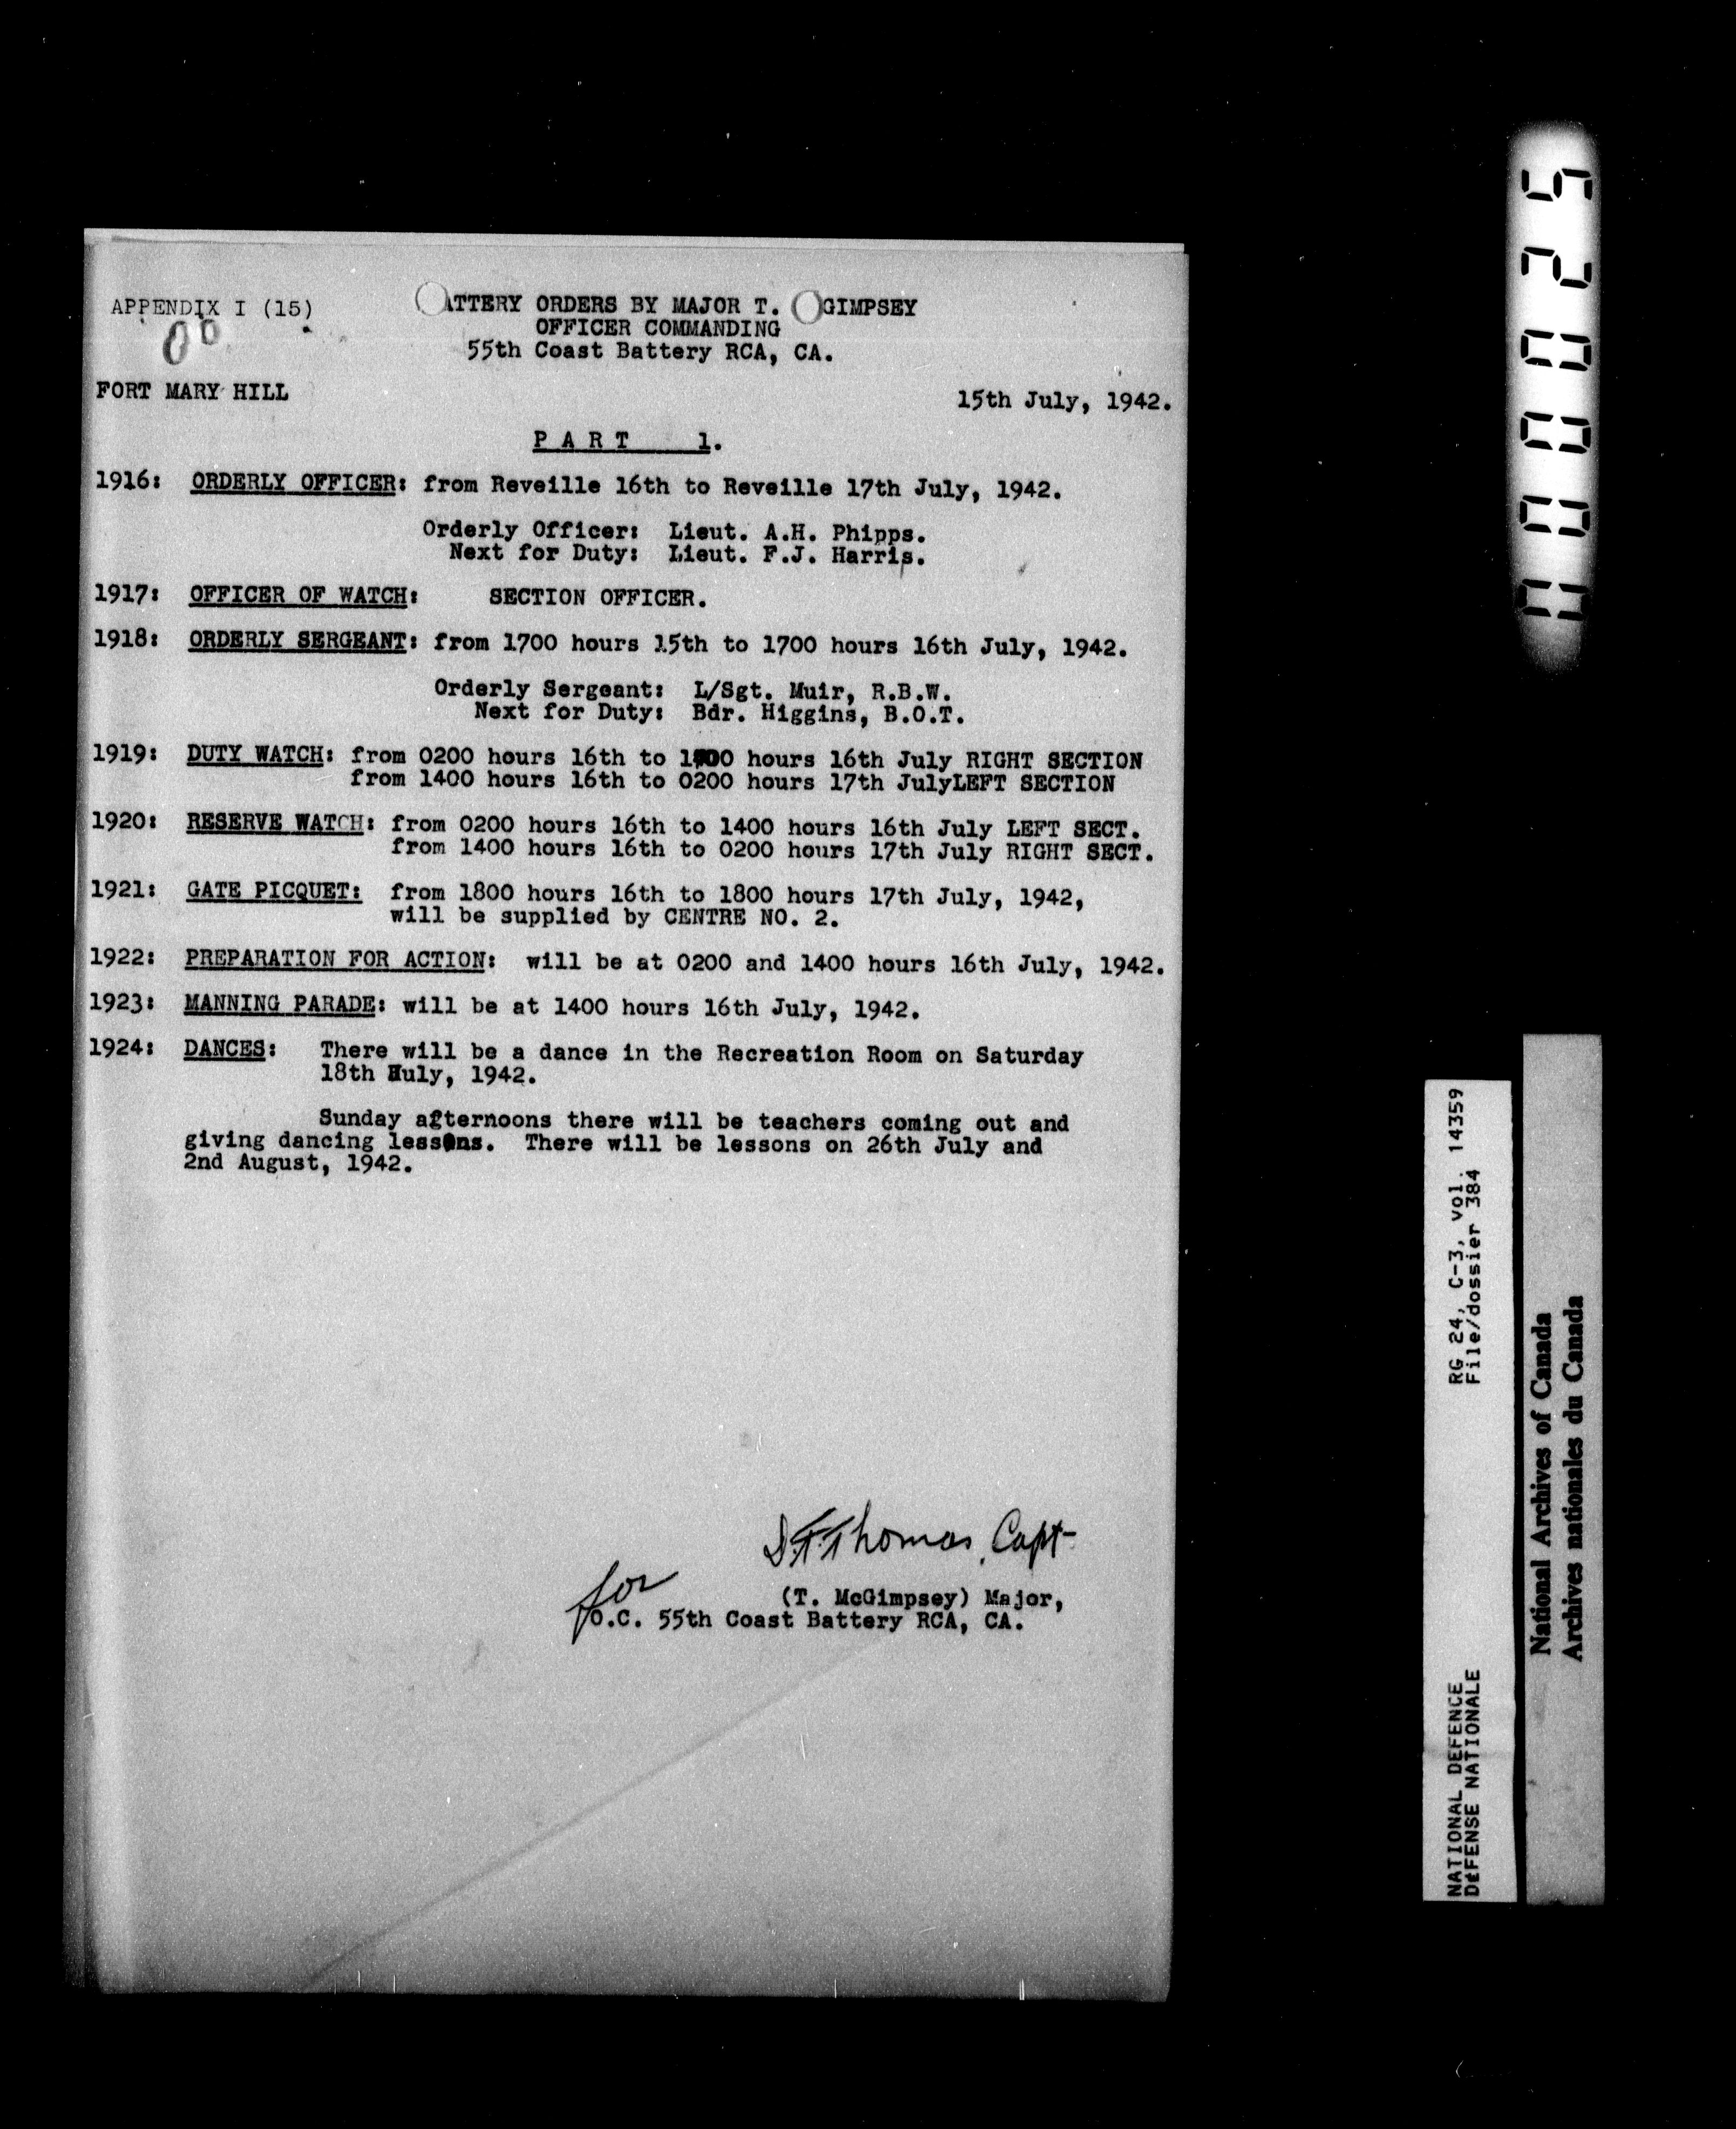 APPENDIX I (15)
ATTERY ORDERS BY MAJOR T. GIMPSEY
OFFICER COMMANDING
55th Coast Battery RCA, CA.
FORT MARY HILL
15th July, 1942.
P A R T 1.
1916: ORDERLY OFFICER: from Reveille 16th to Reveille 17th July, 1942.
Orderly Officer: Lieut. A.H. Phipps.
Next for Duty: Lieut. F.J. Harris.
1917: OFFICER OF WATCH: SECTION OFFICER.
1918: ORDERLY SERGEANT: from 1700 hours 15th to 1700 hours 16th July, 1942.
Orderly Sergeant: L/Sgt. Muir, R.B.W.
Next for Duty: Bdr. Higgins, B.O.T.
1919: DUTY WATCH: from 0200 hours 16th to hours 16th July RIGHT SECTION
from 1400 hours 16th to 0200 hours 17th JulyLEFT SECTION
1920: RESERVE WATCH: from 0200 hours 16th to 1400 hours 16th July LEFT SECT.
from 1400 hours 16th to 0200 hours 17th July RIGHT SECT.
1921: GATE PICQUET: from 1800 hours 16th to 1800 hours 17th July, 1942,
will be supplied by CENTRE NO. 2.
1922: PREPARATION FOR ACTION: will be at 0200 and 1400 hours 16th July, 1942.
1923: MANNING PARADE: will be at 1400 hours 16th July, 1942.
1924: DANCES: There will be a dance in the Recreation Room on Saturday
18th Huly, 1942.
Sunday afternoons there will be teachers coming out and
giving dancing lessons. There will be lessons on 26th July and
2nd August, 1942.
D.F.Thomas, Capt
for
(T. McGimpsey) Major,
O.C. 55th Coast Battery RCA, CA.
000025
RG 24, C-3, vol. 14359
File/dossier 384
NATIONAL DEFENCE
DÉFENSE NATIONALE
National Archives of Canada
Archives nationales du Canada